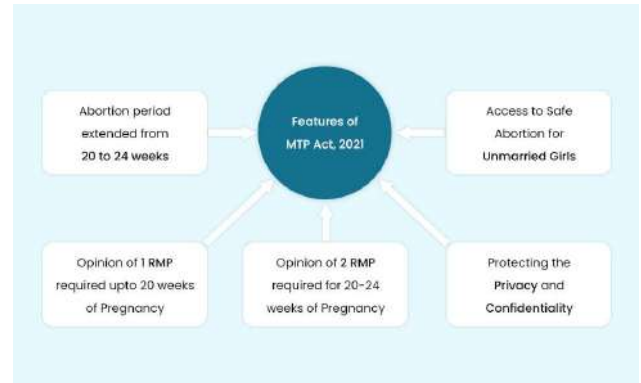 Abortion period
extended from
20 to 24 weeks
Features of
MTP Act, 2021
Access to Safe
Abortion for
Unmarried Girls
Opinion of 1 RMP
required upto 20 weeks
of Pregnancy
Opinion of 2 RMP
required for 20-24
weeks of Pregnancy
Protecting the
Privacy and
Confidentiality